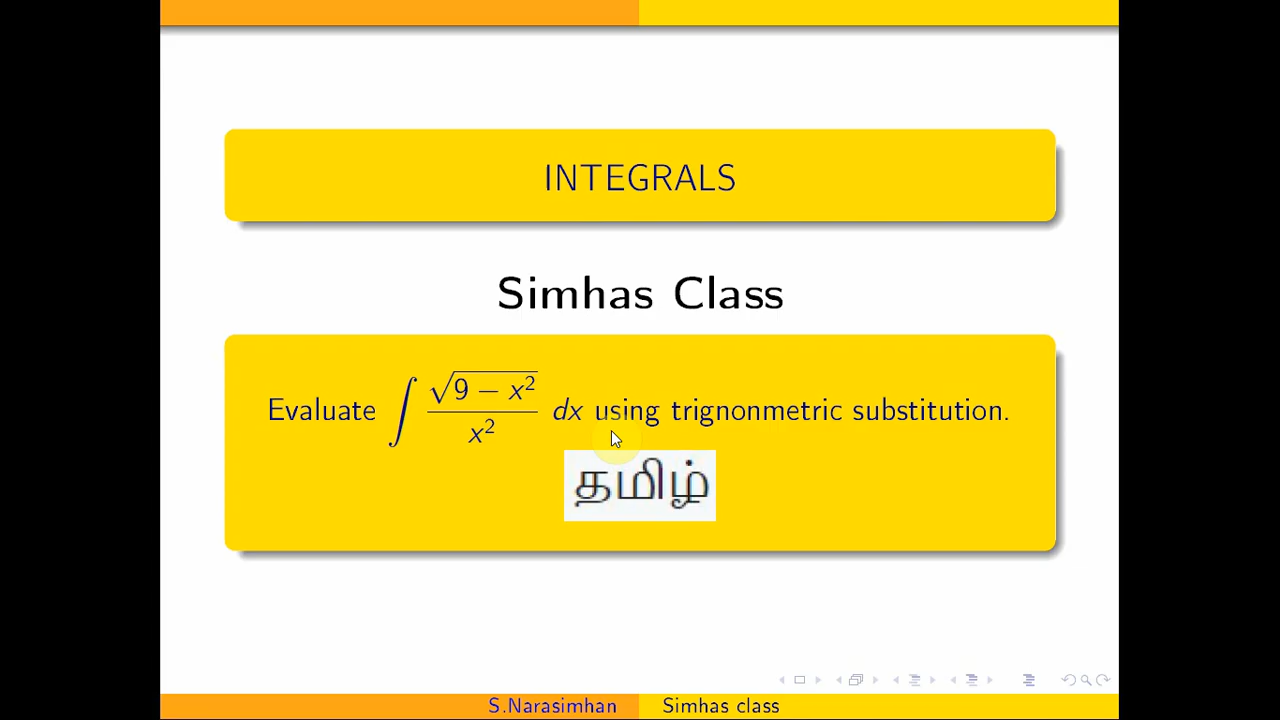 INTEGRALS
Simhas Class
Evaluate ∫ √(9 − x²) / x² dx using trignonmetric substitution.
தமிழ்
S.Narasimhan
Simhas class